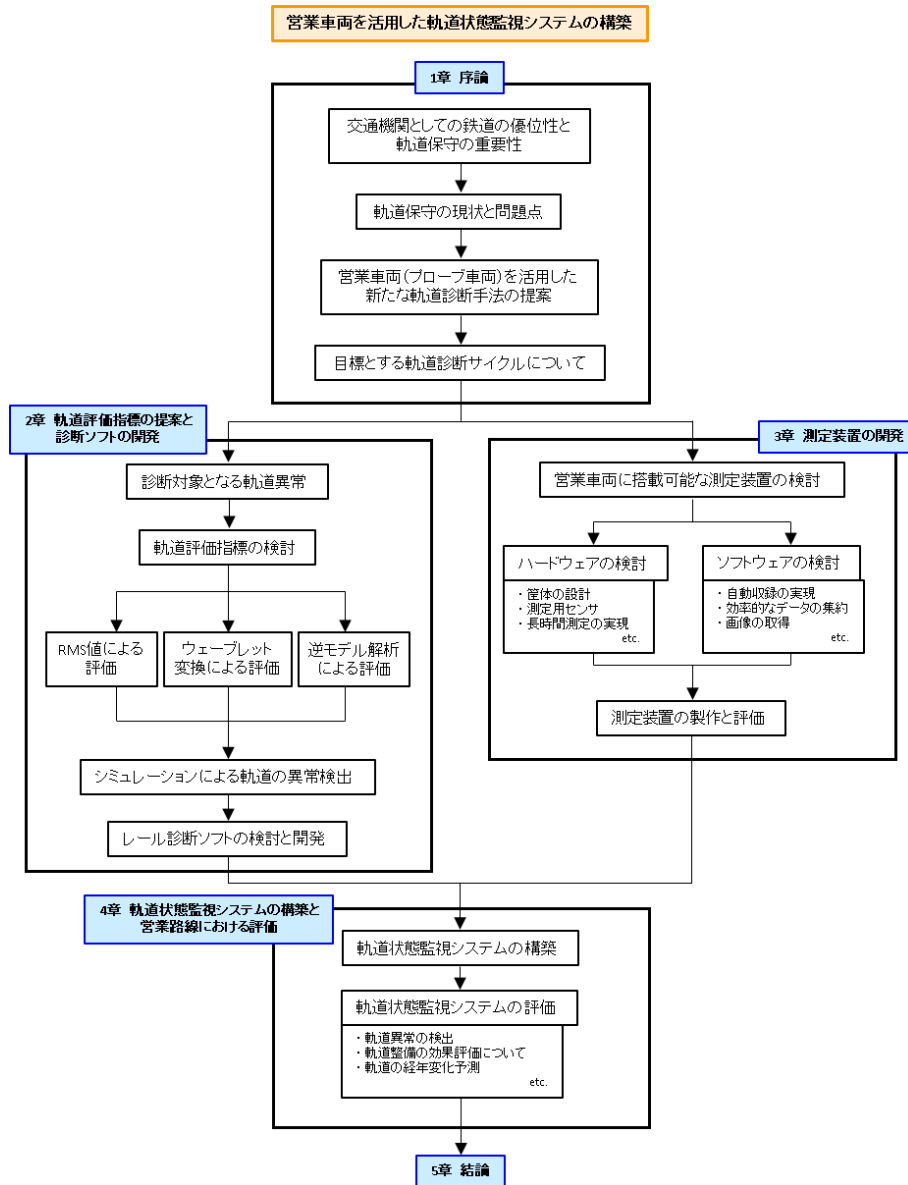 営業車両を活用した軌道状態監視システムの構築
1章 序論
交通機関としての鉄道の優位性と
軌道保守の重要性
軌道保守の現状と問題点
営業車両(プローブ車両)を活用した
新たな軌道診断手法の提案
目標とする軌道診断サイクルについて
2章 軌道評価指標の提案と
診断ソフトの開発
診断対象となる軌道異常
軌道評価指標の検討
RMS値による
評価
ウェーブレット
変換による評価
逆モデル解析
による評価
シミュレーションによる軌道の異常検出
レール診断ソフトの検討と開発
3章 測定装置の開発
営業車両に搭載可能な測定装置の検討
ハードウェアの検討
・筐体の設計
・測定用センサ
・長時間測定の実現
etc.
ソフトウェアの検討
・自動収録の実現
・効率的なデータの集約
・画像の取得
etc.
測定装置の製作と評価
4章 軌道状態監視システムの構築と
営業路線における評価
軌道状態監視システムの構築
軌道状態監視システムの評価
・軌道異常の検出
・軌道整備の効果評価について
・軌道の経年変化予測
etc.
5章 結論